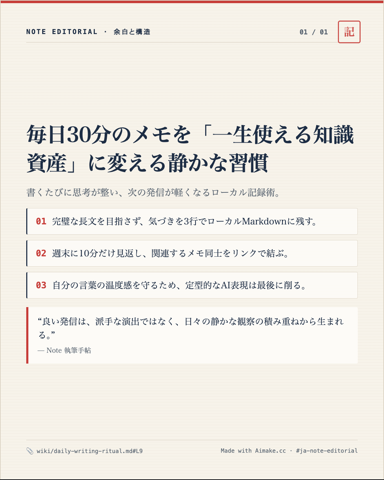 NOTE EDITORIAL · 余白と構造
01 / 01
記
毎日30分のメモを「一生使える知識
資産」に変える静かな習慣
書くたびに思考が整い、次の発信が軽くなるローカル記録術。
01 完璧な長文を目指さず、気づきを3行でローカルMarkdownに残す。
02 週末に10分だけ見返し、関連するメモ同士をリンクで結ぶ。
03 自分の言葉の温度感を守るため、定型的なAI表現は最後に削る。
“良い発信は、派手な演出ではなく、日々の静かな観察の積み重ねから生まれ
る。”
— Note 執筆手帖
wiki/daily-writing-ritual.md#L9
Made with Aimake.cc · #ja-note-editorial